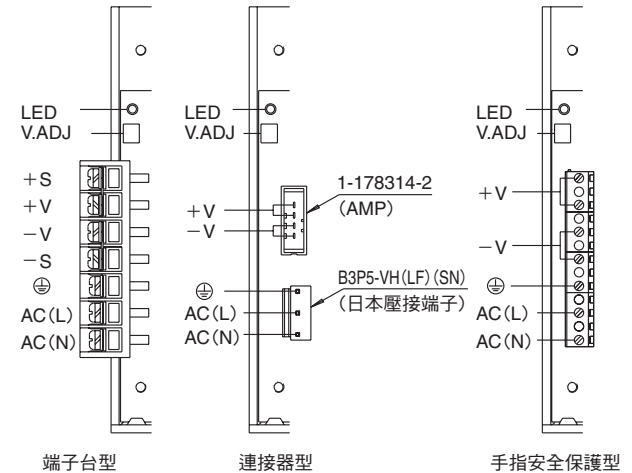 LED
V.ADJ
+S
+V
-V
-S
AC(L)
AC(N)
端子台型
LED
V.ADJ
+V
-V
AC(L)
AC(N)
1-178314-2
(AMP)
B3P5-VH(LF)(SN)
(日本壓接端子)
連接器型
LED
V.ADJ
+V
-V
AC(L)
AC(N)
手指安全保護型